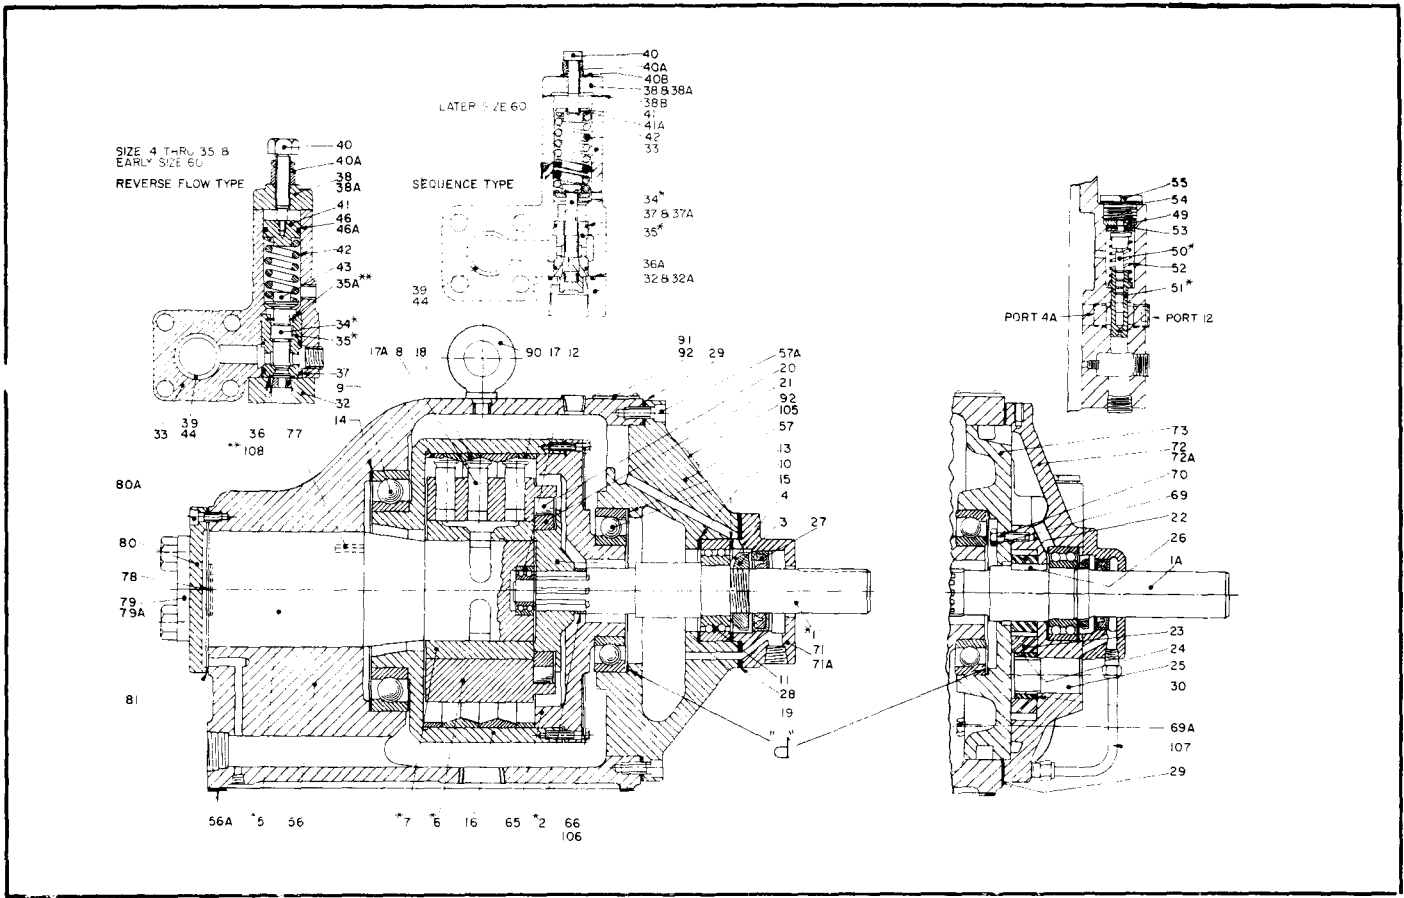 40
40A
40B
38 & 38A
38B
41
41A
42
33
LATER SIZE 60
SEQUENCE TYPE
34*
37 & 37A
35*
36A
32 & 32A
39
44
SIZE 4 THRU 35 &
EARLY SIZE 60
REVERSE FLOW TYPE
40
40A
38
38A
41
46
46A
42
43
35A**
34*
35*
37
9
32
14
33
39
44
36
77
**
108
55
54
49
53
50*
52
51*
PORT 4A
PORT 12
17A 8 18
90 17 12
91
92 29
57A
20
21
92
105
57
13
10
15
4
3 27
80A
80
78
79
79A
81
*1
71
71A
11
28
19
"d"
56A *5 56 *7 *6 16 65 *2 66
106
73
72
72A
70
69
22
26
1A
23
24
25
30
69A
107
29